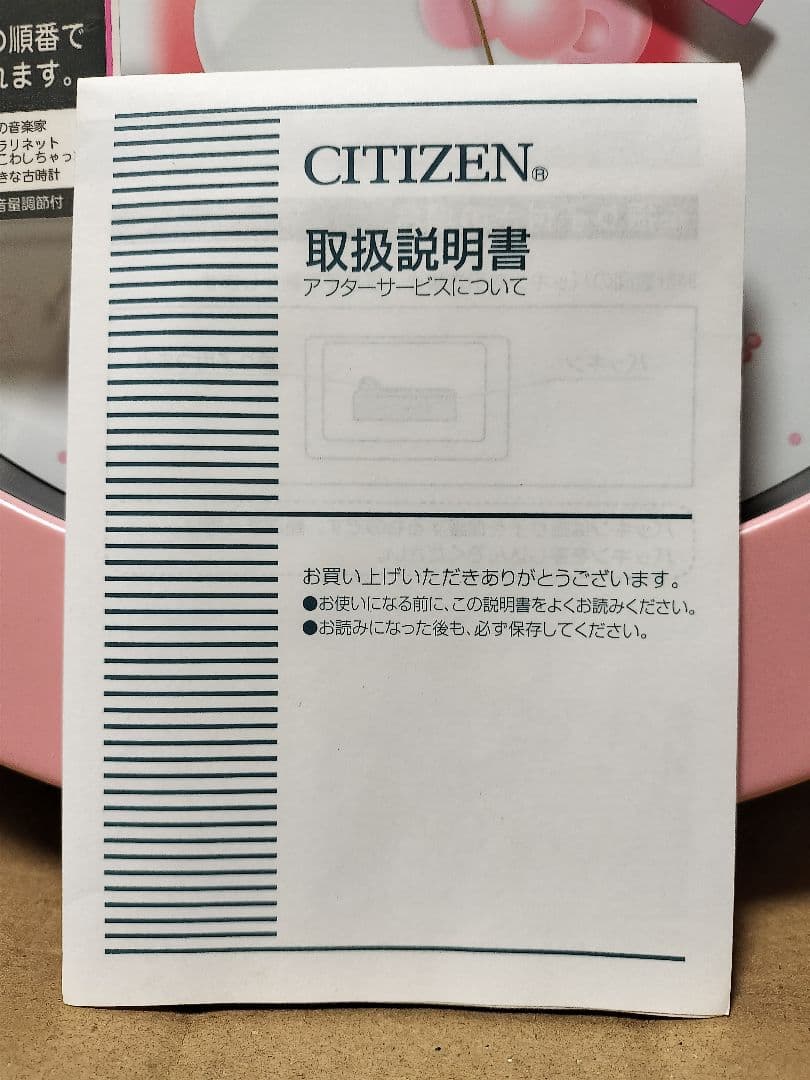 の順番で
れます。
の音楽家
ラリネット
こわしちゃっ
きな古時計
音量調節付
CITIZEN®
取扱説明書
アフターサービスについて
お買い上げいただきありがとうございます。
●お使いになる前に、この説明書をよくお読みください。
●お読みになった後も、必ず保存してください。